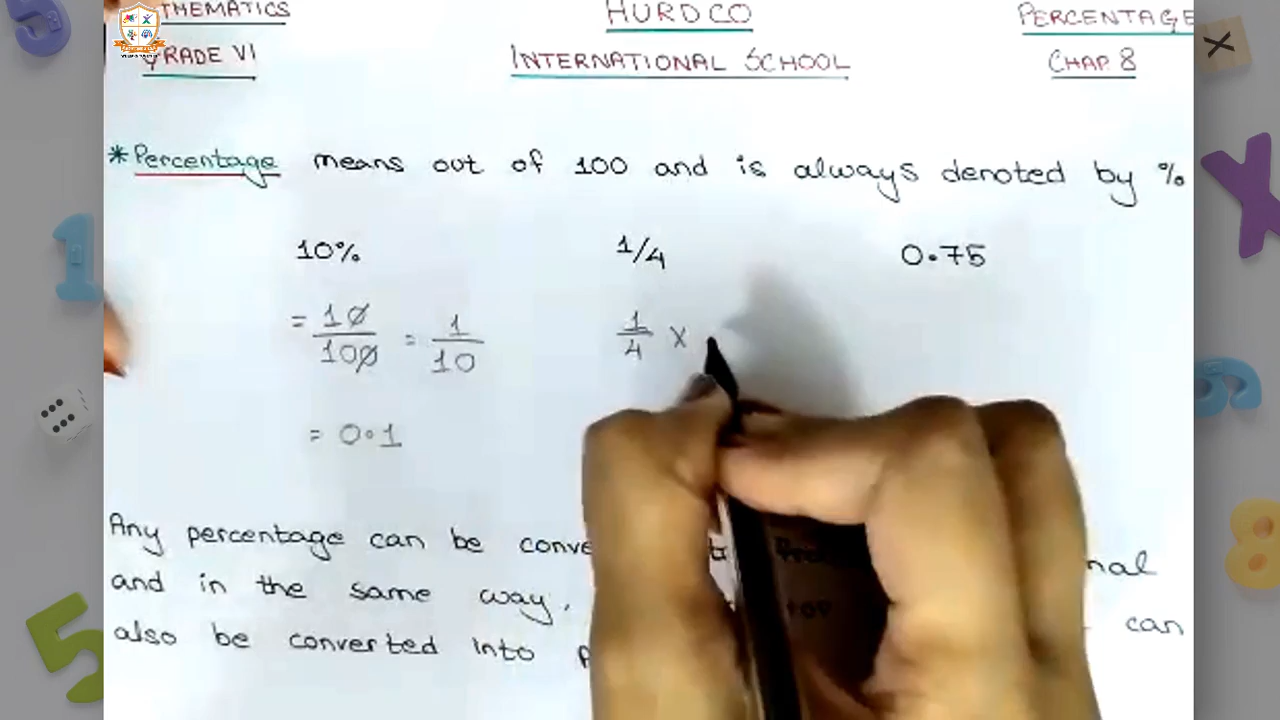 THEMATICS
HURDCO
PERCENTAGE
GRADE VI
INTERNATIONAL SCHOOL
CHAP. 8
*Percentage means out of 100 and is always denoted by %
10% 1/4 0.75
= 10/100 = 1/10
1/4 ×
= 0.1
Any percentage can be
and in the same way,
also be converted into
can